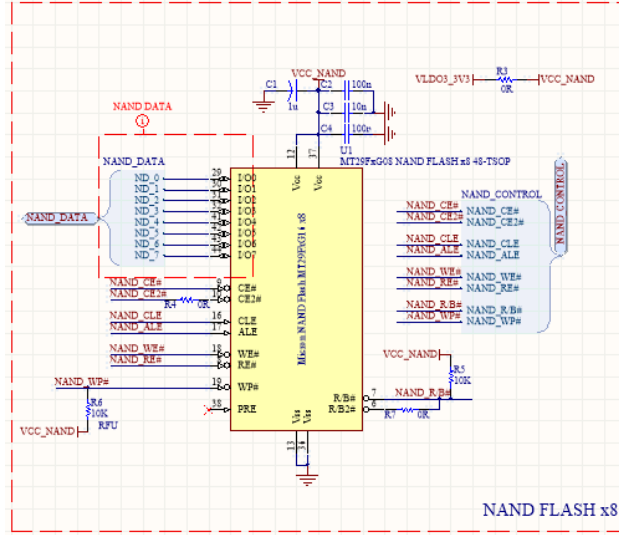 VCC_NAND
C1
1u
C2
100n
C3
10n
C4
VLDO3_3V3
R3
0R
VCC_NAND
NAND DATA
1
NAND_DATA
U1
MT29FxG08 NAND FLASH x8 48-TSOP
12
37
Vcc
Vcc
NAND_DATA
ND_0
ND_1
ND_2
ND_3
ND_4
ND_5
ND_6
ND_7
29
I/O0
I/O1
I/O2
I/O3
I/O4
I/O5
I/O6
I/O7
NAND_CE#
9
CE#
NAND_CE2#
R4
0R
CE2#
NAND_CLE
16
CLE
NAND_ALE
17
ALE
NAND_WE#
18
WE#
NAND_RE#
8
RE#
NAND_WP#
19
WP#
R6
10K
RFU
VCC_NAND
38
PRE
R/B#
7
NAND_R/B#
R/B2#
6
R7
0R
VCC_NAND
R5
10K
Vss
Vss
13
NAND_CONTROL
NAND_CONTROL
NAND_CE#
NAND_CE#
NAND_CE2#
NAND_CE2#
NAND_CLE
NAND_CLE
NAND_ALE
NAND_ALE
NAND_WE#
NAND_WE#
NAND_RE#
NAND_RE#
NAND_R/B#
NAND_R/B#
NAND_WP#
NAND_WP#
NAND FLASH x8